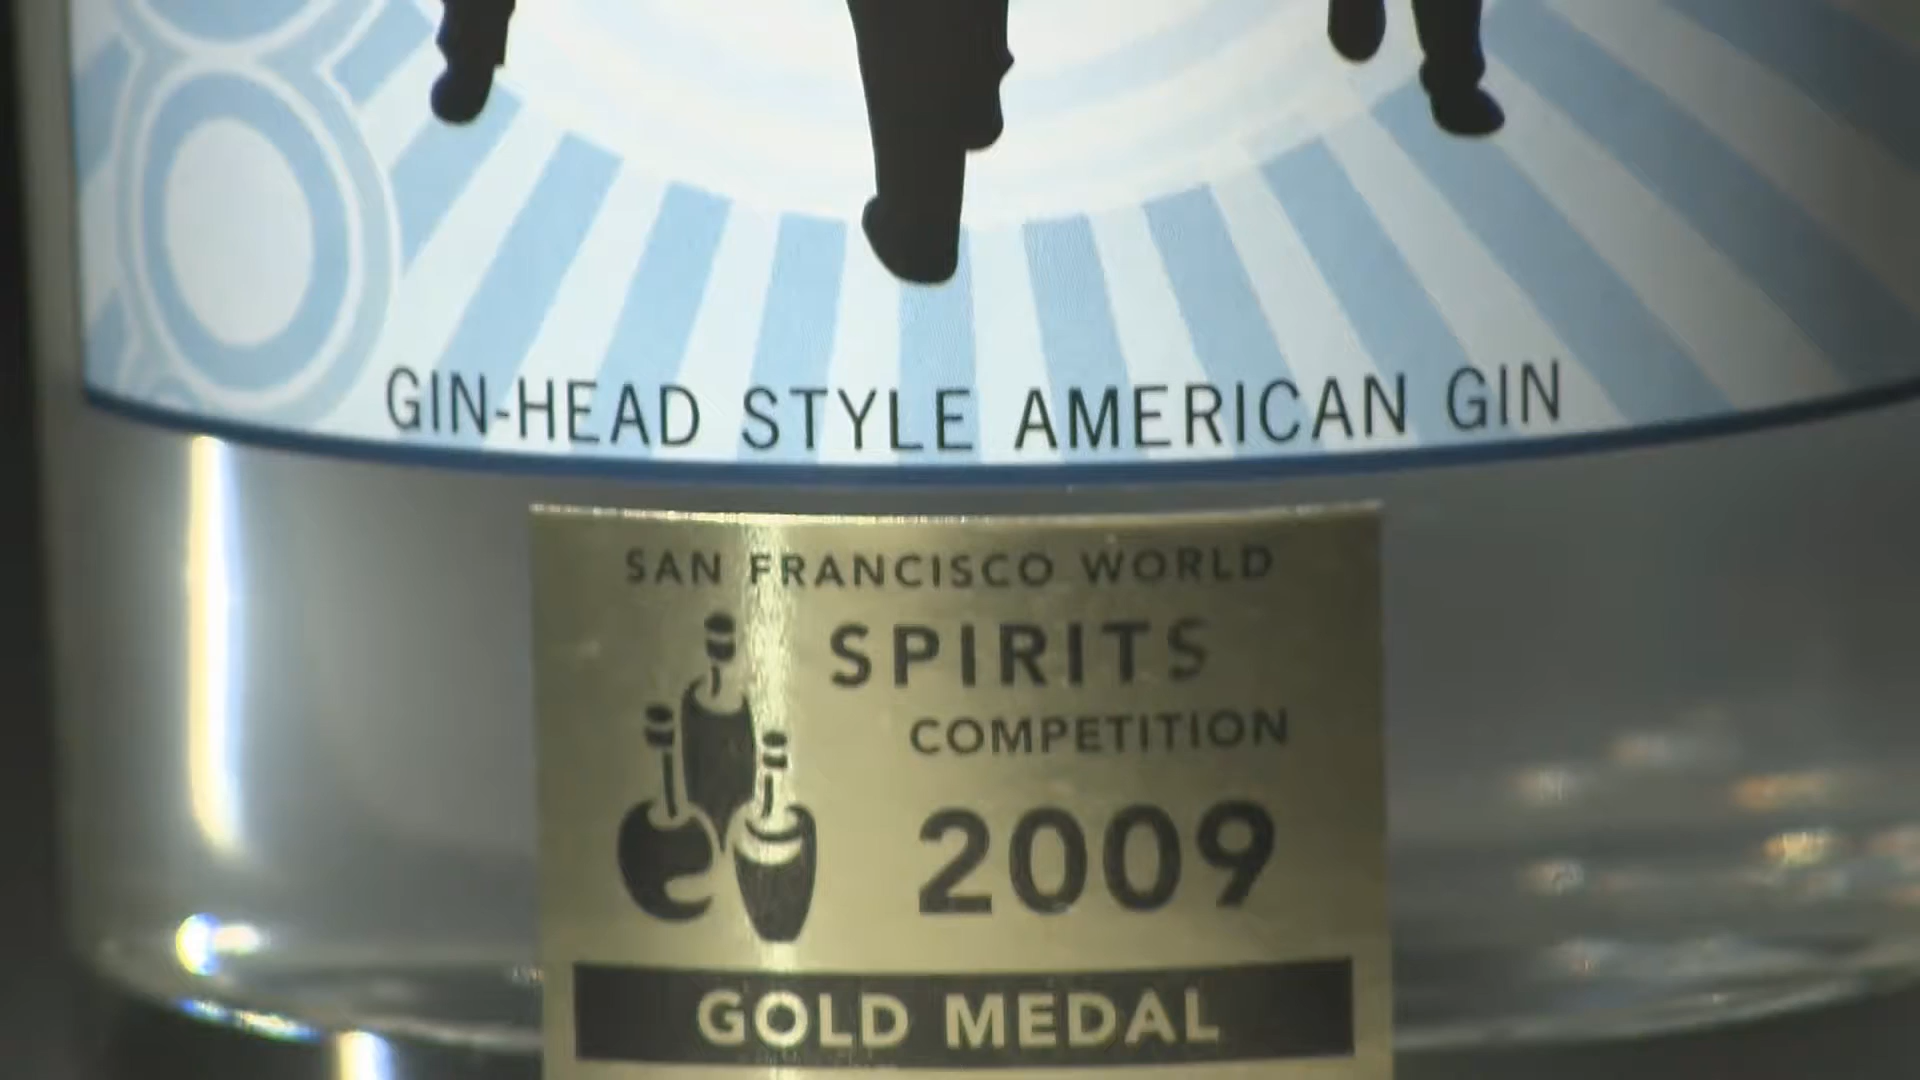 GIN-HEAD STYLE AMERICAN GIN
SAN FRANCISCO WORLD
SPIRITS
COMPETITION
2009
GOLD MEDAL